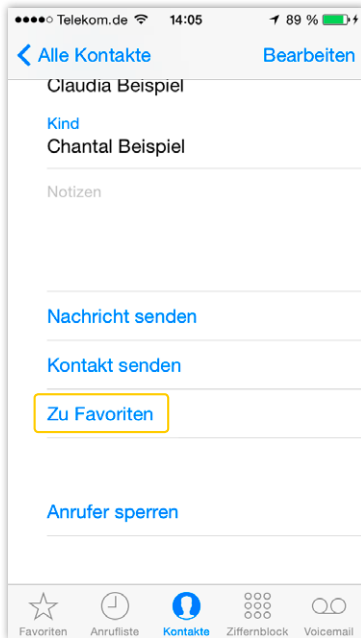 Telekom.de 14:05 89 %
Alle Kontakte Bearbeiten
Claudia Beispiel
Kind
Chantal Beispiel
Notizen
Nachricht senden
Kontakt senden
Zu Favoriten
Anrufer sperren
Favoriten Anrufliste Kontakte Ziffernblock Voicemail